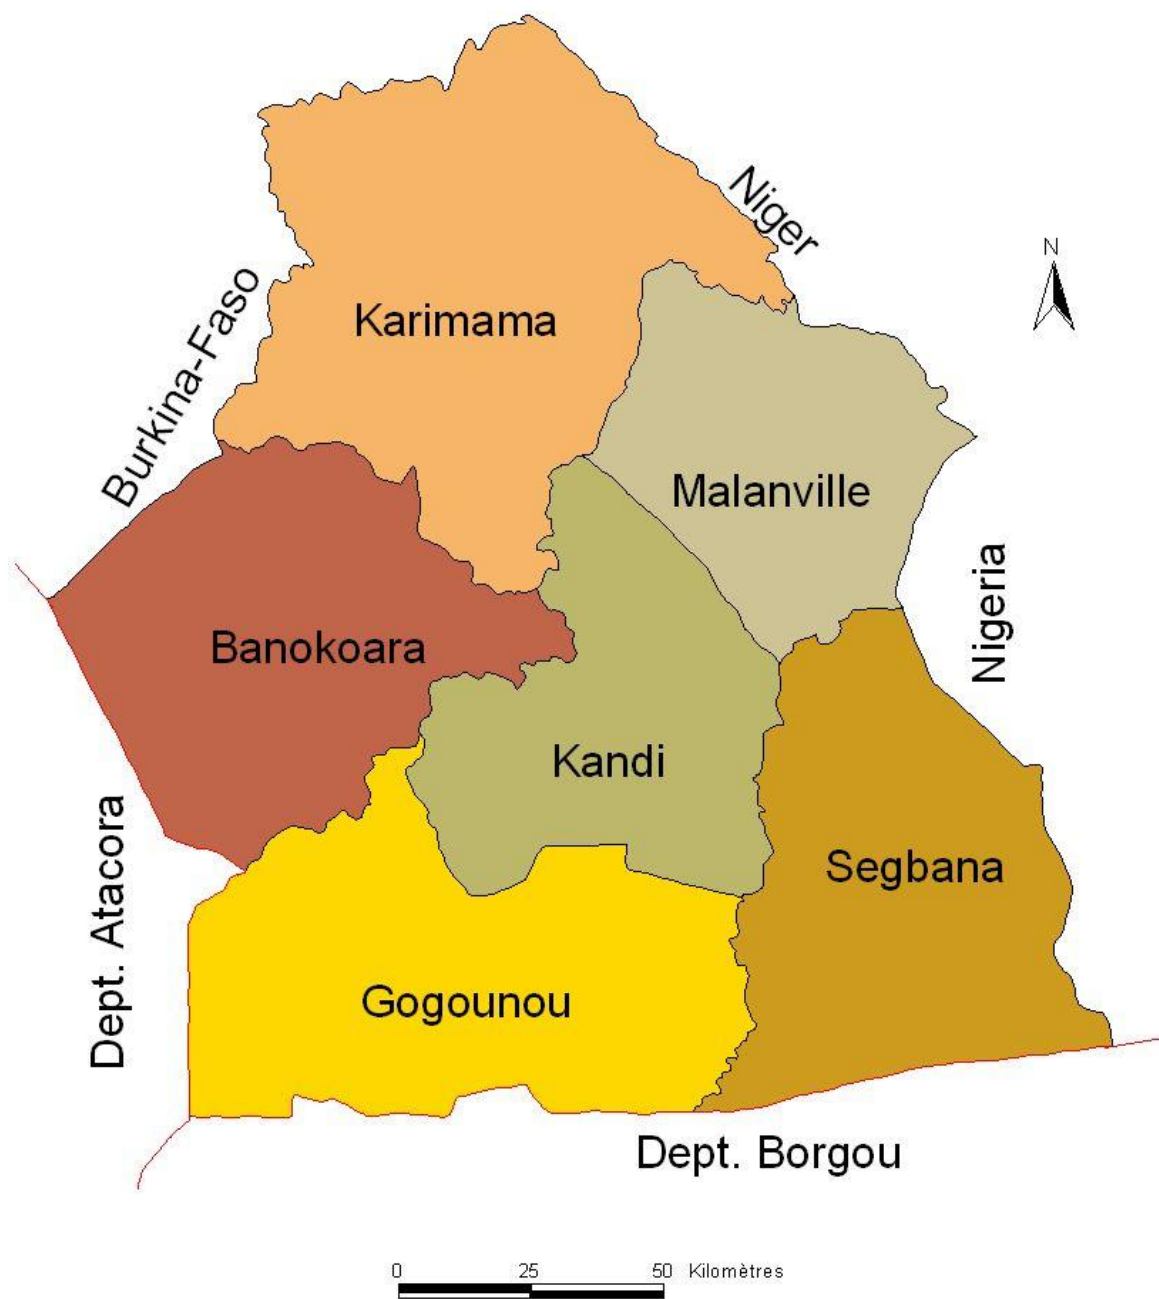 Niger
N
Burkina-Faso
Karimama
Malanville
Nigeria
Banokoara
Kandi
Dept. Atacora
Segbana
Gogounou
Dept. Borgou
0 25 50 Kilomètres